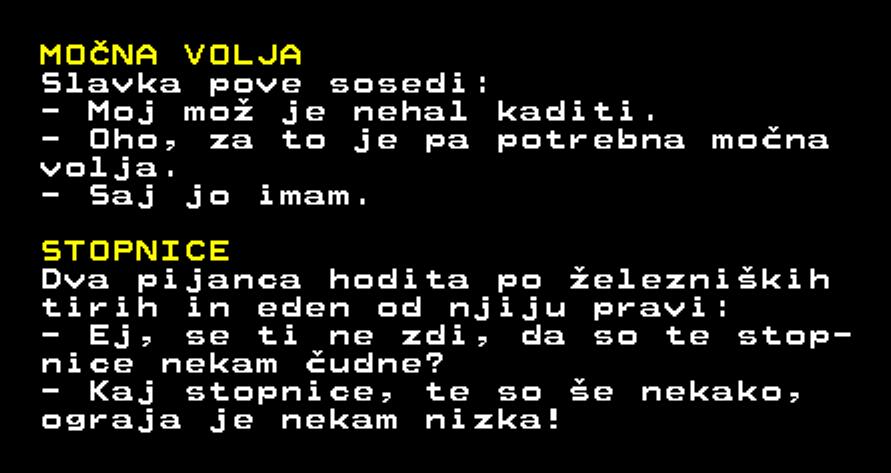 MOČNA VOLJA
Slavka pove sosedi:
- Moj mož je nehal kaditi.
- Oho, za to je pa potrebna močna
volja.
- Saj jo imam.
STOPNICE
Dva pijanca hodita po železniških
tirih in eden od njiju pravi:
- Ej, se ti ne zdi, da so te stop-
nice nekam čudne?
- Kaj stopnice, te so še nekako,
ograja je nekam nizka!